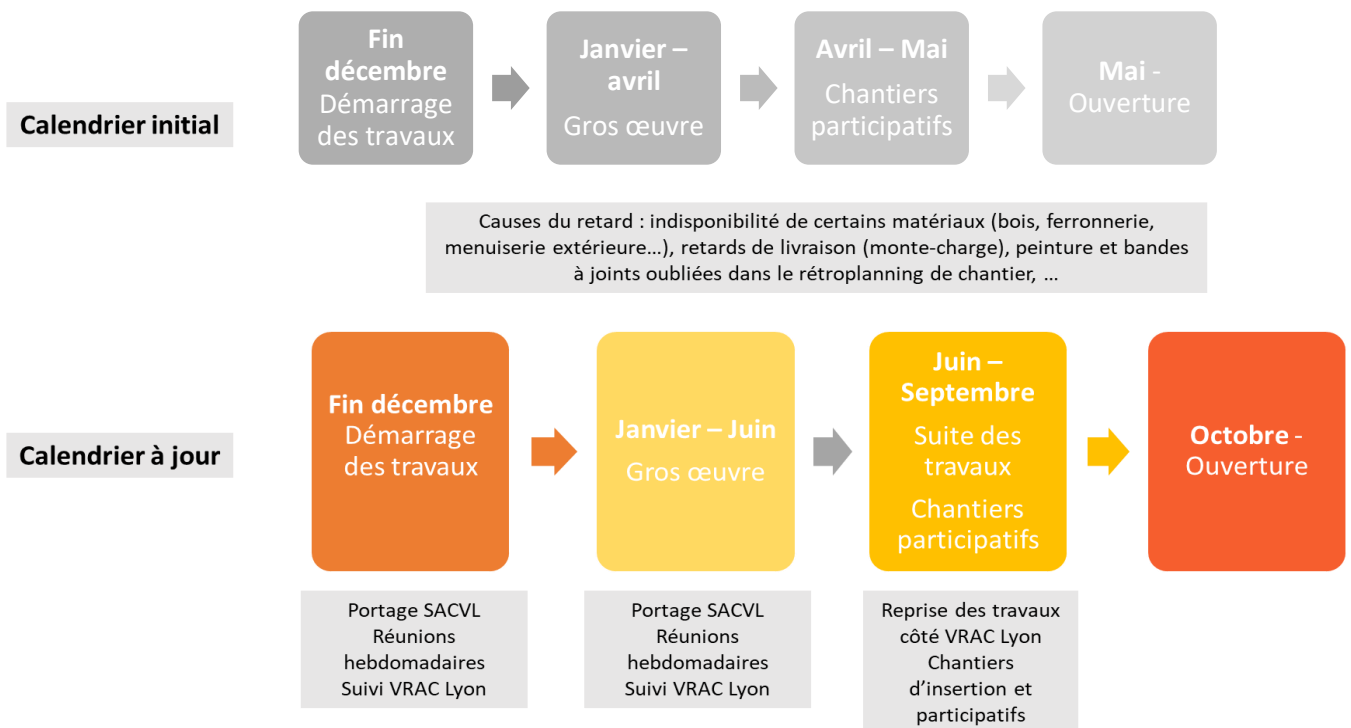 Calendrier initial
Fin
décembre
Démarrage
des travaux
Janvier –
avril
Gros œuvre
Avril – Mai
Chantiers
participatifs
Mai -
Ouverture
Causes du retard : indisponibilité de certains matériaux (bois, ferronnerie,
menuiserie extérieure…), retards de livraison (monte-charge), peinture et bandes
à joints oubliées dans le rétroplanning de chantier, …
Calendrier à jour
Fin décembre
Démarrage
des travaux
Janvier – Juin
Gros œuvre
Juin –
Septembre
Suite des
travaux
Chantiers
participatifs
Octobre -
Ouverture
Portage SACVL
Réunions
hebdomadaires
Suivi VRAC Lyon
Portage SACVL
Réunions
hebdomadaires
Suivi VRAC Lyon
Reprise des travaux
côté VRAC Lyon
Chantiers
d’insertion et
participatifs